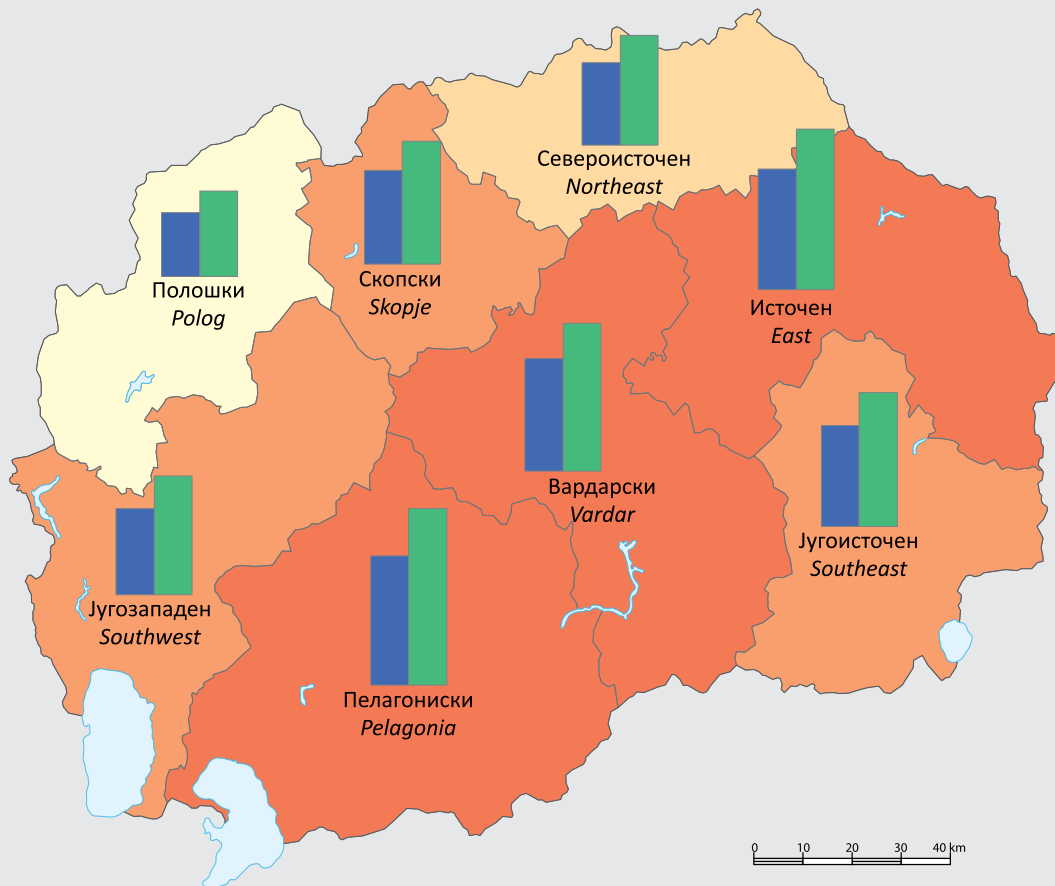 Североисточен
Northeast
Скопски
Skopje
Полошки
Polog
Источен
East
Вардарски
Vardar
Југоисточен
Southeast
Југозападен
Southwest
Пелагониски
Pelagonia
0 10 20 30 40 km